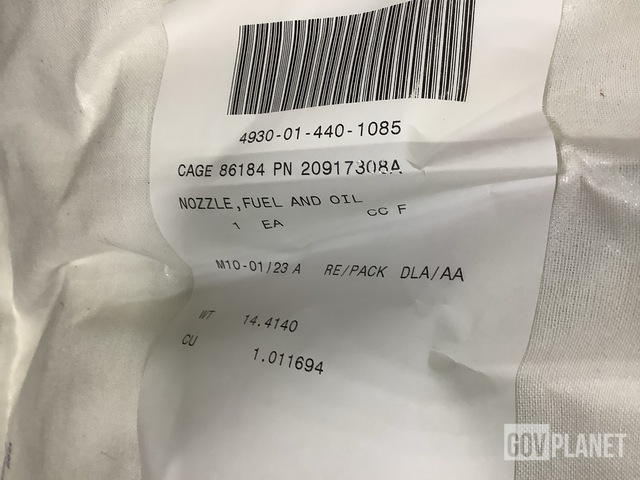 4930-01-440-1085
CAGE 86184 PN 20917308A
NOZZLE,FUEL AND OIL
1 EA CC F
M10-01/23 A RE/PACK DLA/AA
WT 14.4140
CU 1.011694
GOVPLANET